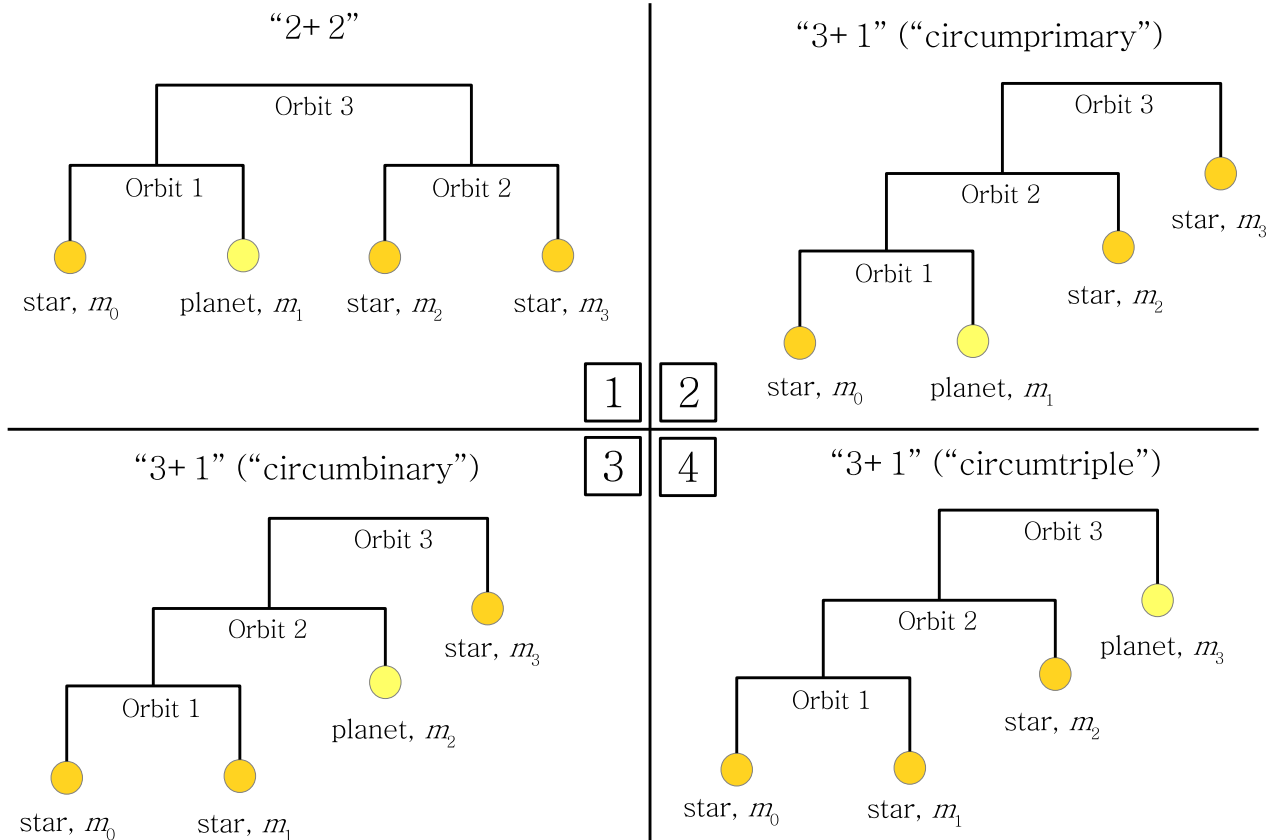 “2+ 2”
Orbit 3
Orbit 1
Orbit 2
star, m₀
planet, m₁
star, m₂
star, m₃
1
“3+ 1” (“circumprimary”)
Orbit 3
star, m₃
Orbit 2
star, m₂
Orbit 1
star, m₀
planet, m₁
2
“3+ 1” (“circumbinary”)
3
Orbit 3
star, m₃
Orbit 2
planet, m₂
Orbit 1
star, m₀
star, m₁
4
“3+ 1” (“circumtriple”)
Orbit 3
planet, m₃
Orbit 2
star, m₂
Orbit 1
star, m₀
star, m₁